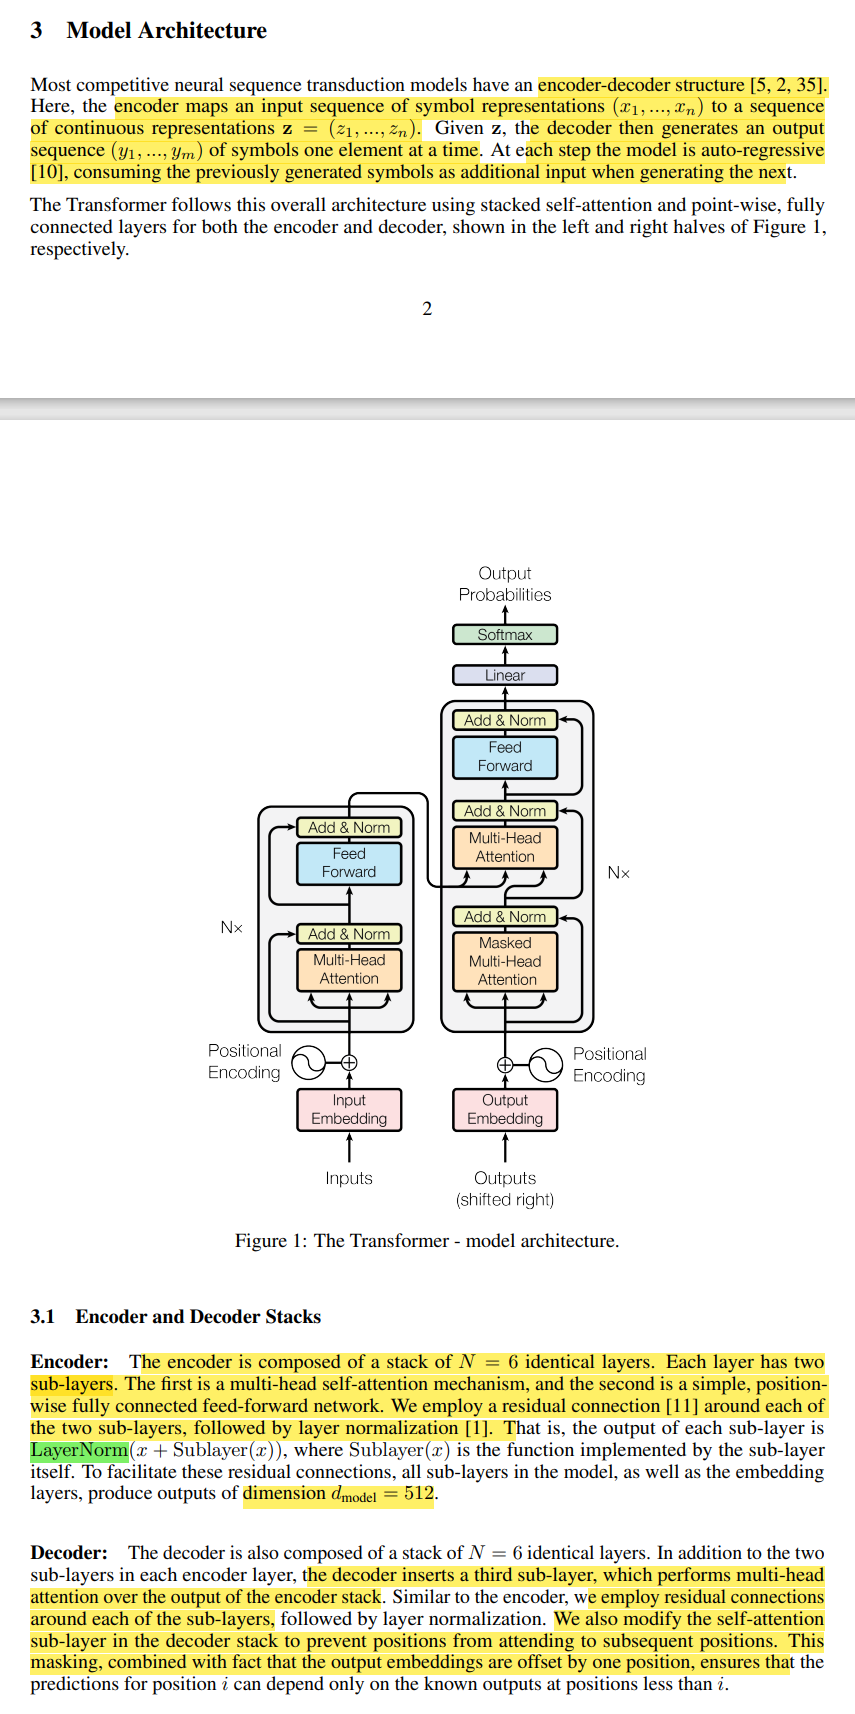 3 Model Architecture
Most competitive neural sequence transduction models have an encoder-decoder structure [5, 2, 35].
Here, the encoder maps an input sequence of symbol representations (x₁, ..., xₙ) to a sequence
of continuous representations z = (z₁, ..., zₙ). Given z, the decoder then generates an output
sequence (y₁, ..., yₘ) of symbols one element at a time. At each step the model is auto-regressive
[10], consuming the previously generated symbols as additional input when generating the next.
The Transformer follows this overall architecture using stacked self-attention and point-wise, fully
connected layers for both the encoder and decoder, shown in the left and right halves of Figure 1,
respectively.
2
Output
Probabilities
Softmax
Linear
Add & Norm
Feed
Forward
Add & Norm
Multi-Head
Attention
Nx
Add & Norm
Masked
Multi-Head
Attention
Add & Norm
Feed
Forward
Nx
Add & Norm
Multi-Head
Attention
Positional
Encoding
Positional
Encoding
Input
Embedding
Output
Embedding
Inputs
Outputs
(shifted right)
Figure 1: The Transformer - model architecture.
3.1 Encoder and Decoder Stacks
Encoder: The encoder is composed of a stack of N = 6 identical layers. Each layer has two
sub-layers. The first is a multi-head self-attention mechanism, and the second is a simple, position-
wise fully connected feed-forward network. We employ a residual connection [11] around each of
the two sub-layers, followed by layer normalization [1]. That is, the output of each sub-layer is
LayerNorm(x + Sublayer(x)), where Sublayer(x) is the function implemented by the sub-layer
itself. To facilitate these residual connections, all sub-layers in the model, as well as the embedding
layers, produce outputs of dimension d_model = 512.
Decoder: The decoder is also composed of a stack of N = 6 identical layers. In addition to the two
sub-layers in each encoder layer, the decoder inserts a third sub-layer, which performs multi-head
attention over the output of the encoder stack. Similar to the encoder, we employ residual connections
around each of the sub-layers, followed by layer normalization. We also modify the self-attention
sub-layer in the decoder stack to prevent positions from attending to subsequent positions. This
masking, combined with fact that the output embeddings are offset by one position, ensures that the
predictions for position i can depend only on the known outputs at positions less than i.